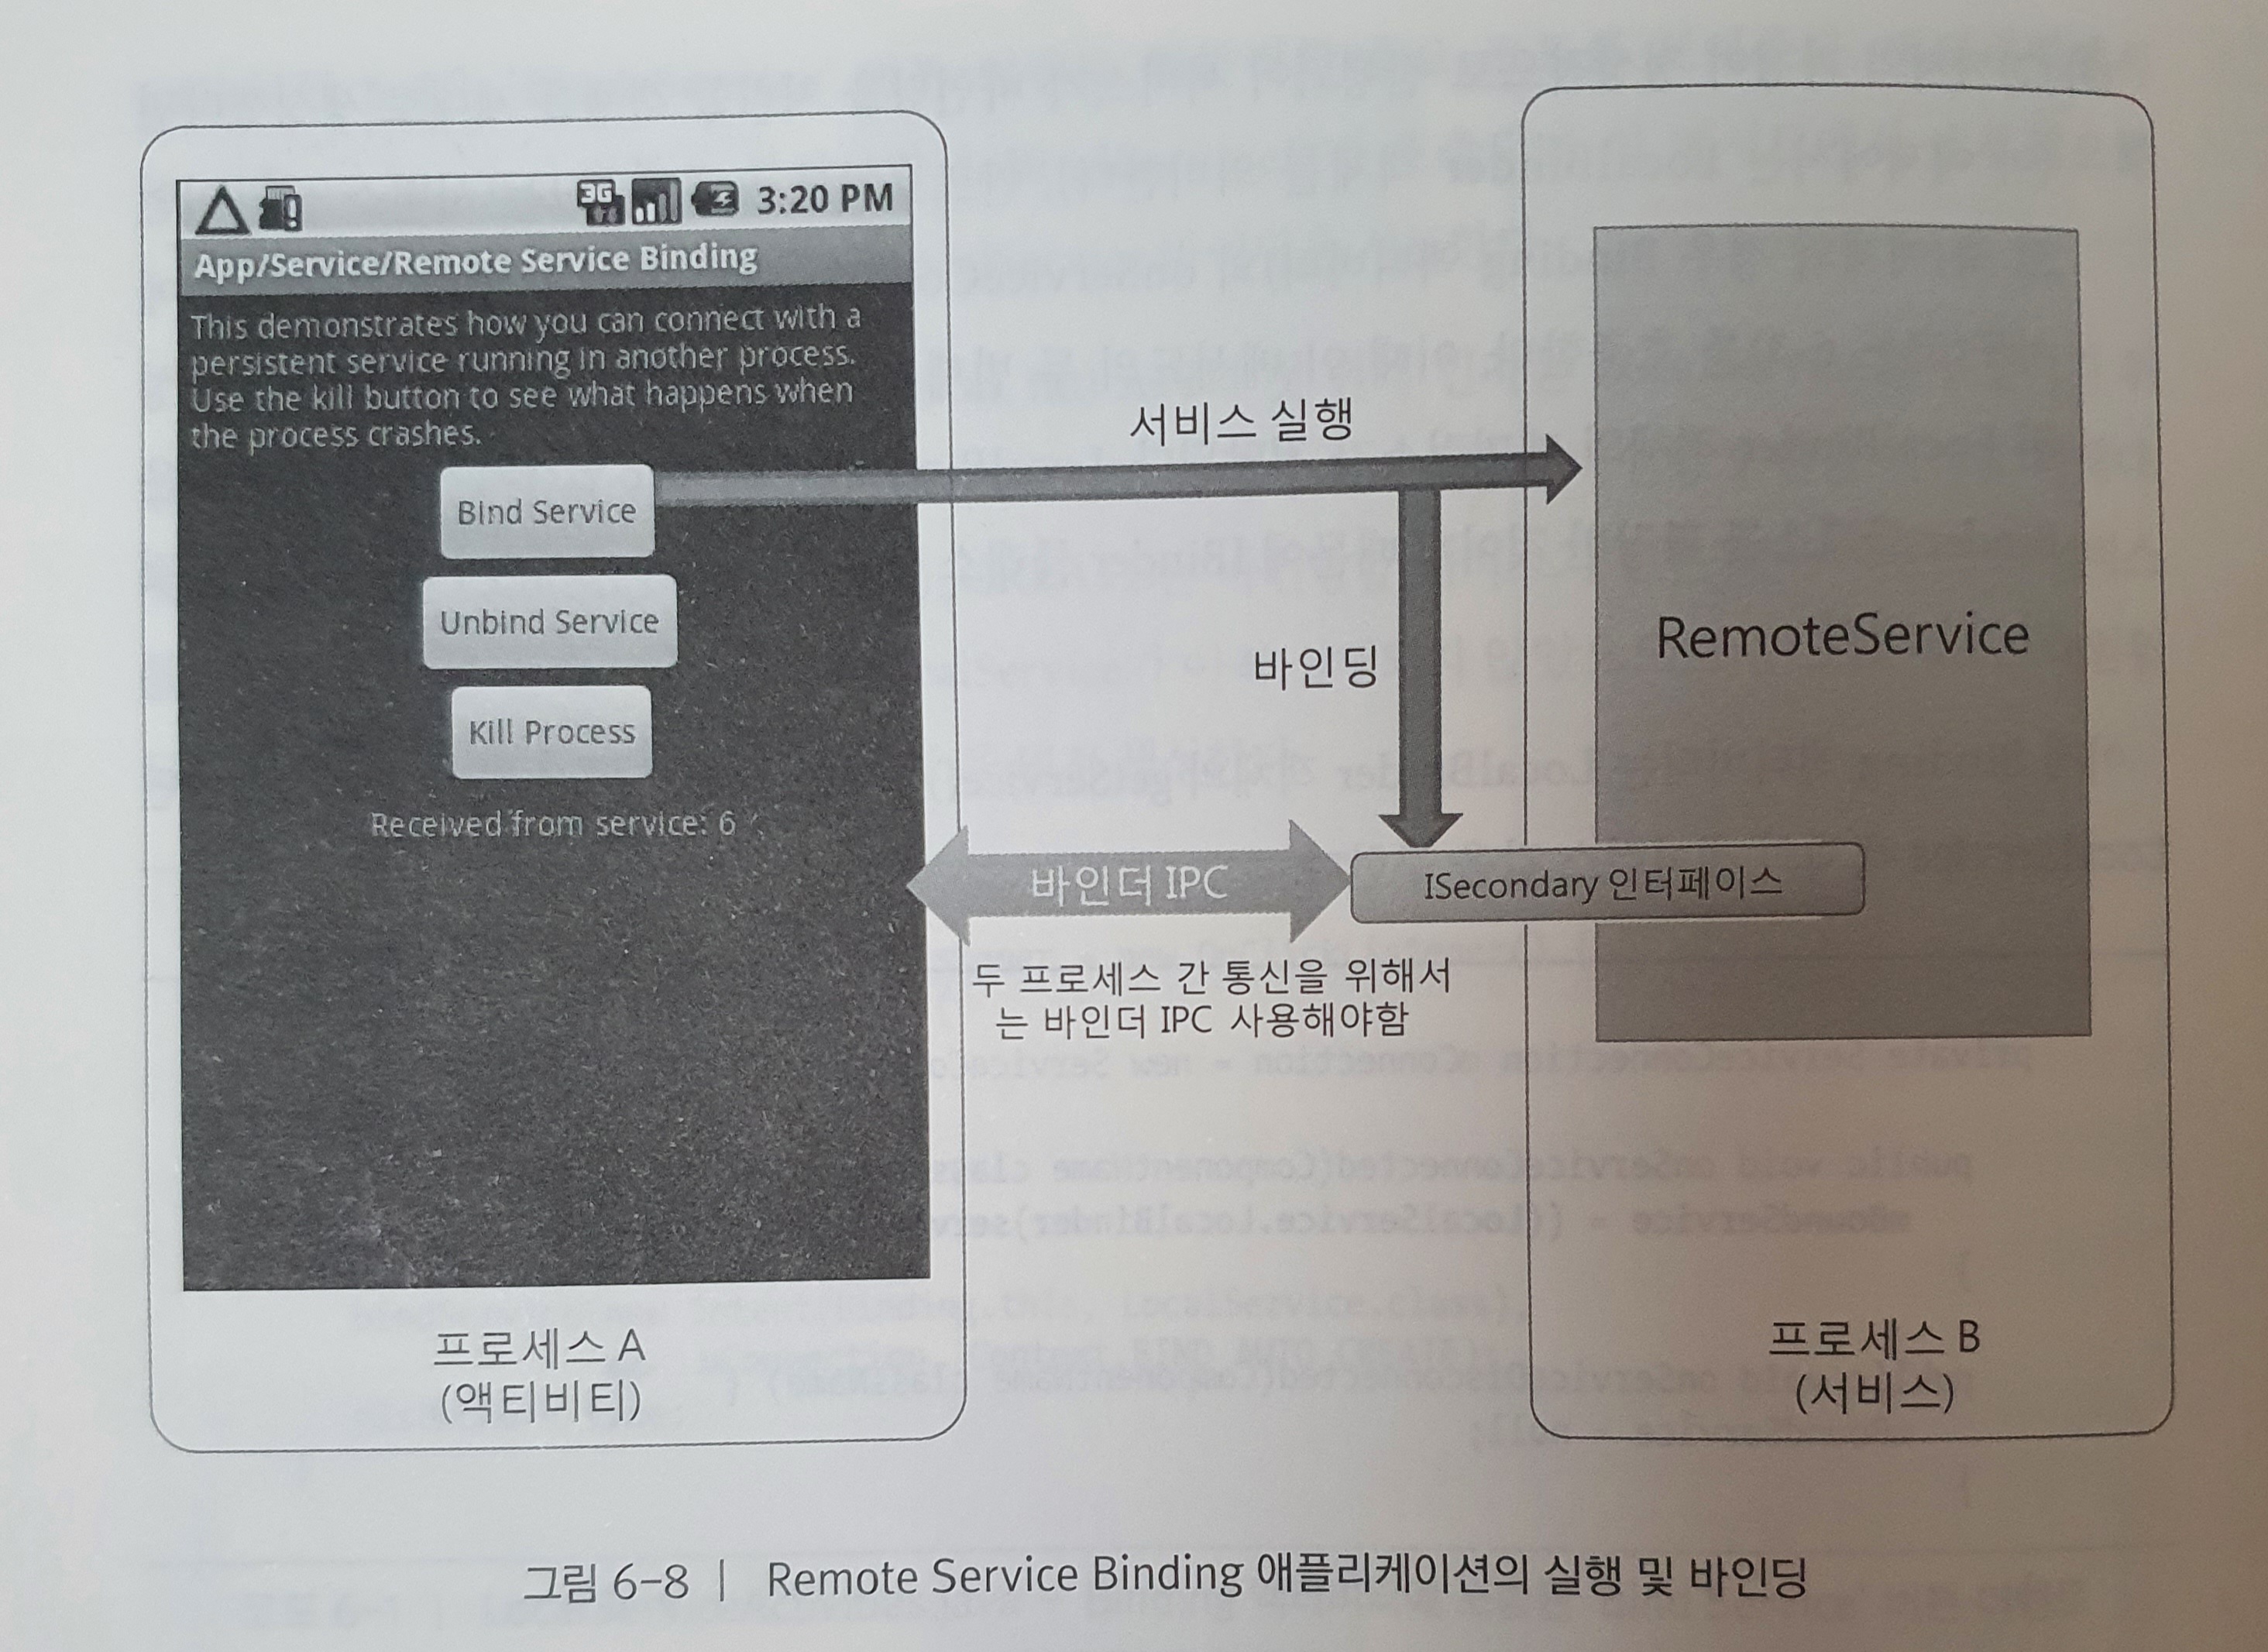 3G
3:20 PM
App/Service/Remote Service Binding
This demonstrates how you can connect with a
persistent service running in another process.
Use the kill button to see what happens when
the process crashes.
Bind Service
Unbind Service
Kill Process
Received from service: 6
서비스 실행
바인딩
RemoteService
바인더 IPC
ISecondary 인터페이스
두 프로세스 간 통신을 위해서
는 바인더 IPC 사용해야함
프로세스 A
(액티비티)
프로세스 B
(서비스)
그림 6-8 | Remote Service Binding 애플리케이션의 실행 및 바인딩